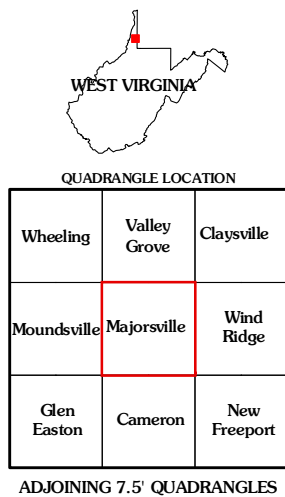 WEST VIRGINIA
QUADRANGLE LOCATION
Wheeling
Valley
Grove
Claysville
Moundsville
Majorsville
Wind
Ridge
Glen
Easton
Cameron
New
Freeport
ADJOINING 7.5' QUADRANGLES